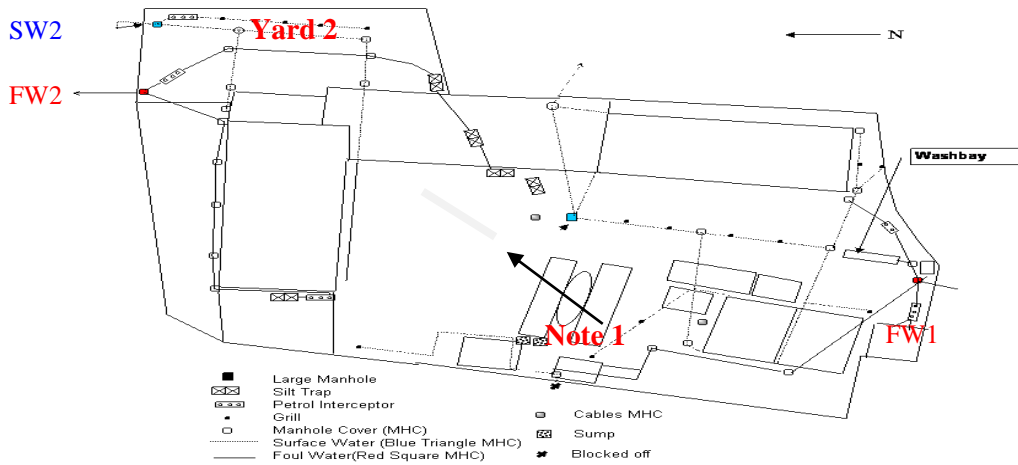 SW2
Yard 2
N
FW2
Washbay
Note 1
FW1
Large Manhole
Silt Trap
Petrol Interceptor
Grill
Manhole Cover (MHC)
Surface Water (Blue Triangle MHC)
Foul Water(Red Square MHC)
Cables MHC
Sump
Blocked off